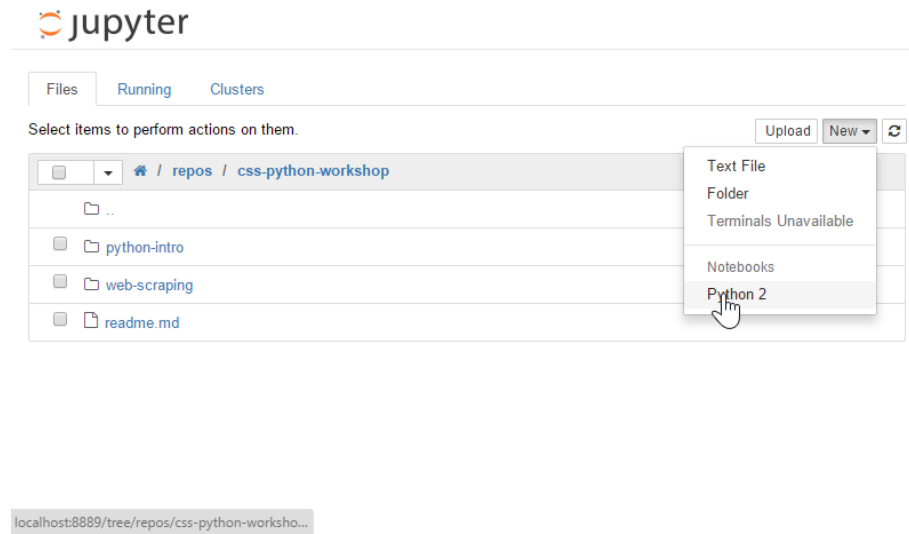 jupyter
Files Running Clusters
Select items to perform actions on them. Upload New
/ repos / css-python-workshop
..
python-intro
web-scraping
readme.md
Text File
Folder
Terminals Unavailable
Notebooks
Python 2
localhost:8889/tree/repos/css-python-worksho...